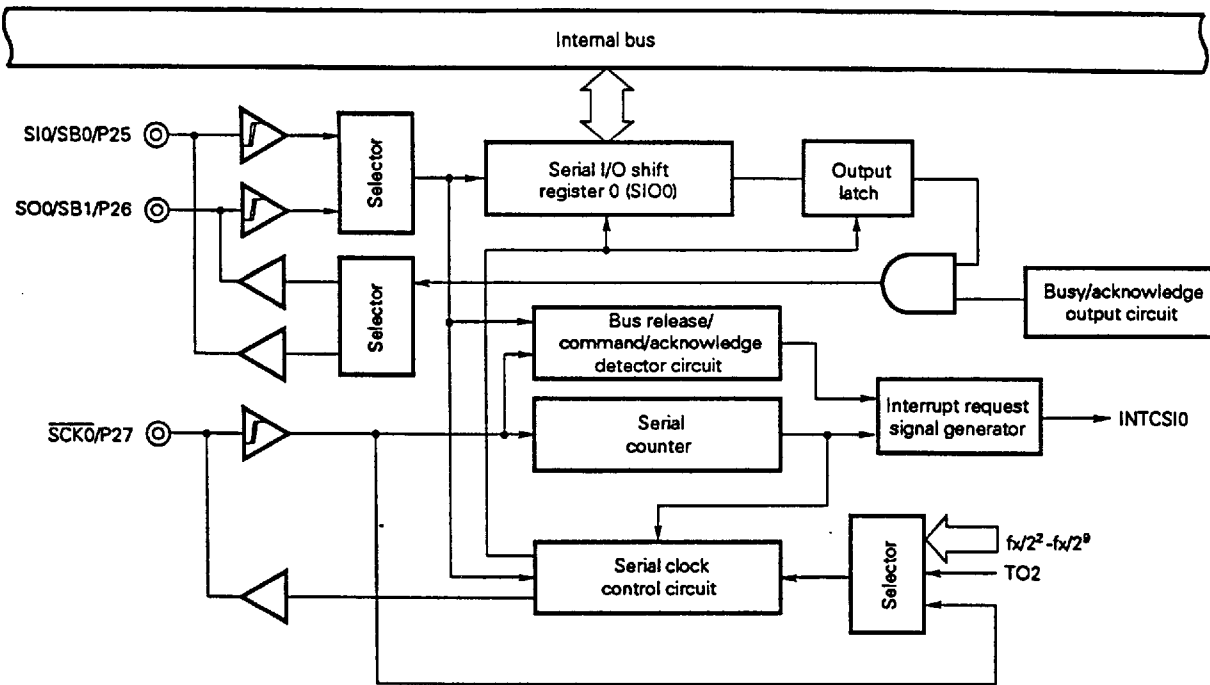 Internal bus
SI0/SB0/P25
Selector
Serial I/O shift
register 0 (SIO0)
Output
latch
SO0/SB1/P26
Selector
Busy/acknowledge
output circuit
Bus release/
command/acknowledge
detector circuit
SCK0/P27
Serial
counter
Interrupt request
signal generator
INTCSI0
Serial clock
control circuit
Selector
fx/2²-fx/2⁹
TO2